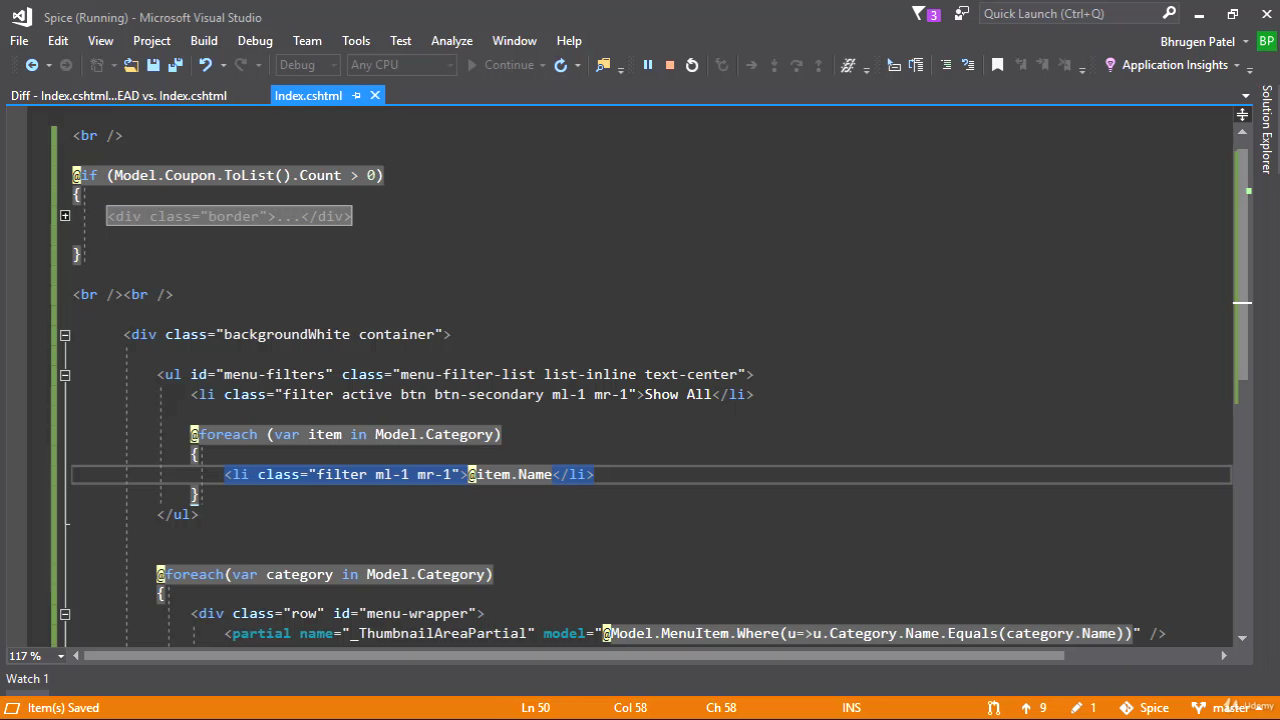 Spice (Running) - Microsoft Visual Studio
3
Quick Launch (Ctrl+Q)
File Edit View Project Build Debug Team Tools Test Analyze Window Help
Bhrugen Patel BP
Debug Any CPU Continue Application Insights
Diff - Index.cshtml...EAD vs. Index.cshtml Index.cshtml
Solution Explorer
<br />
@if (Model.Coupon.ToList().Count > 0)
{
<div class="border">...</div>
}
<br /><br />
<div class="backgroundWhite container">
<ul id="menu-filters" class="menu-filter-list list-inline text-center">
<li class="filter active btn btn-secondary ml-1 mr-1">Show All</li>
@foreach (var item in Model.Category)
{
<li class="filter ml-1 mr-1">@item.Name</li>
}
</ul>
@foreach(var category in Model.Category)
{
<div class="row" id="menu-wrapper">
<partial name="_ThumbnailAreaPartial" model="@Model.MenuItem.Where(u=>u.Category.Name.Equals(category.Name))" />
117 %
Watch 1
Item(s) Saved Ln 50 Col 58 Ch 58 INS 9 1 Spice master
Udemy